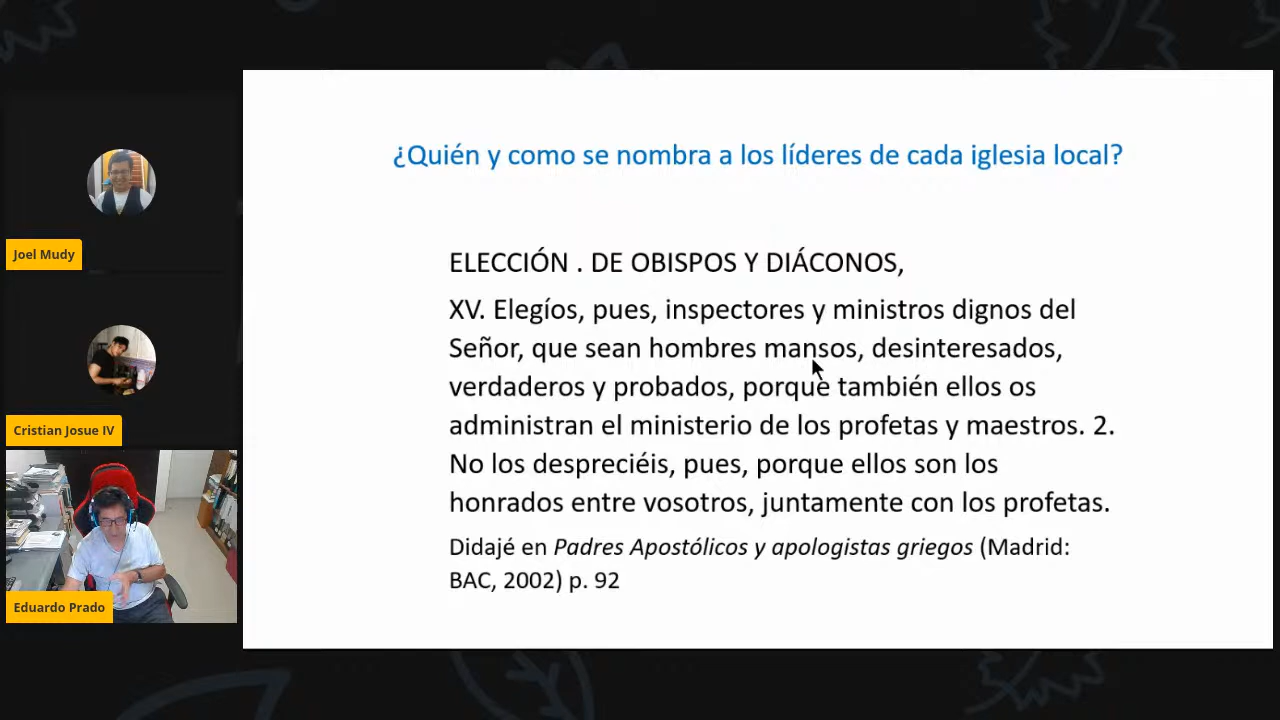 ¿Quién y como se nombra a los líderes de cada iglesia local?
ELECCIÓN . DE OBISPOS Y DIÁCONOS,
XV. Elegíos, pues, inspectores y ministros dignos del
Señor, que sean hombres mansos, desinteresados,
verdaderos y probados, porque también ellos os
administran el ministerio de los profetas y maestros. 2.
No los despreciéis, pues, porque ellos son los
honrados entre vosotros, juntamente con los profetas.
Didajé en Padres Apostólicos y apologistas griegos (Madrid:
BAC, 2002) p. 92
Joel Mudy
Cristian Josue IV
Eduardo Prado